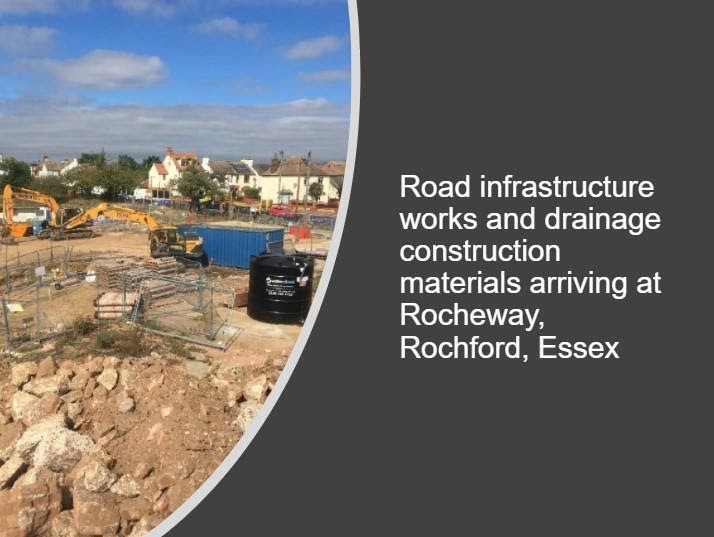 Road infrastructure
works and drainage
construction
materials arriving at
Rocheway,
Rochford, Essex